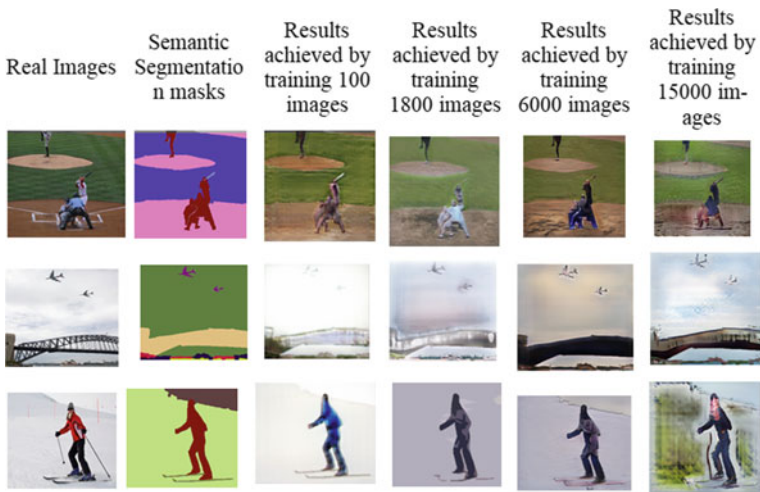 Real Images
Semantic
Segmentatio
n masks
Results
achieved by
training 100
images
Results
achieved by
training
1800 images
Results
achieved by
training
6000 images
Results
achieved by
training
15000 im-
ages